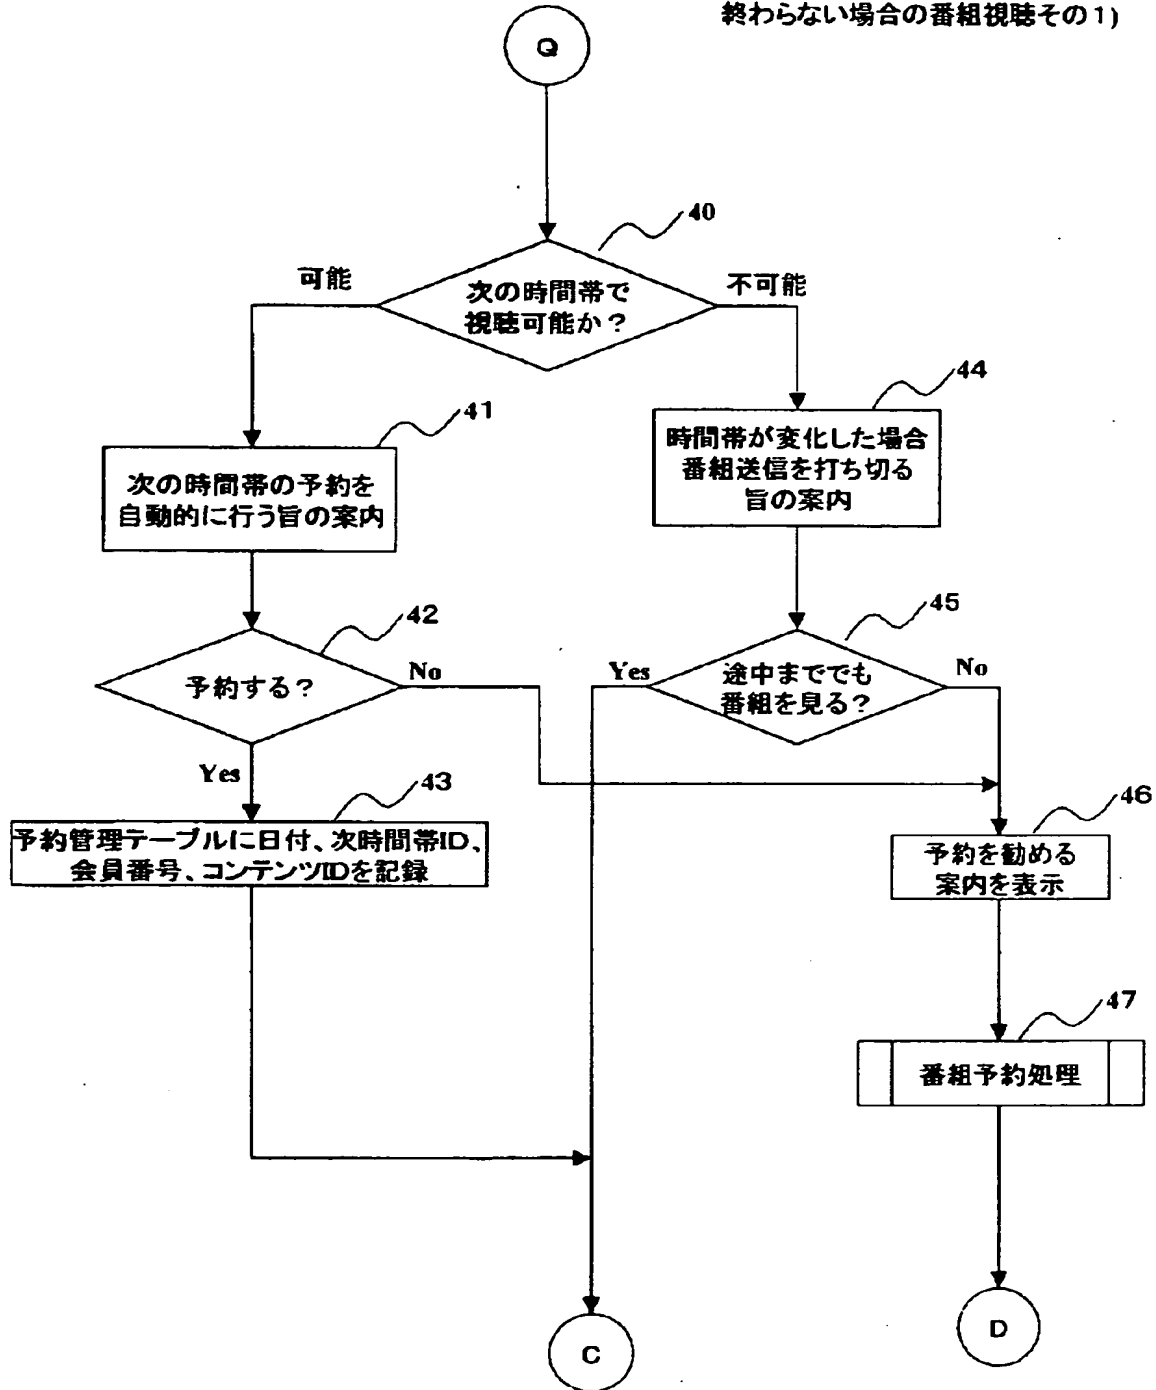 終わらない場合の番組視聴その1)
Q
40
可能
次の時間帯で
視聴可能か?
不可能
41
44
次の時間帯の予約を
自動的に行う旨の案内
時間帯が変化した場合
番組送信を打ち切る
旨の案内
42
45
予約する?
No
Yes
途中まででも
番組を見る?
No
Yes
43
46
予約管理テーブルに日付、次時間帯ID、
会員番号、コンテンツIDを記録
予約を勧める
案内を表示
47
番組予約処理
C
D